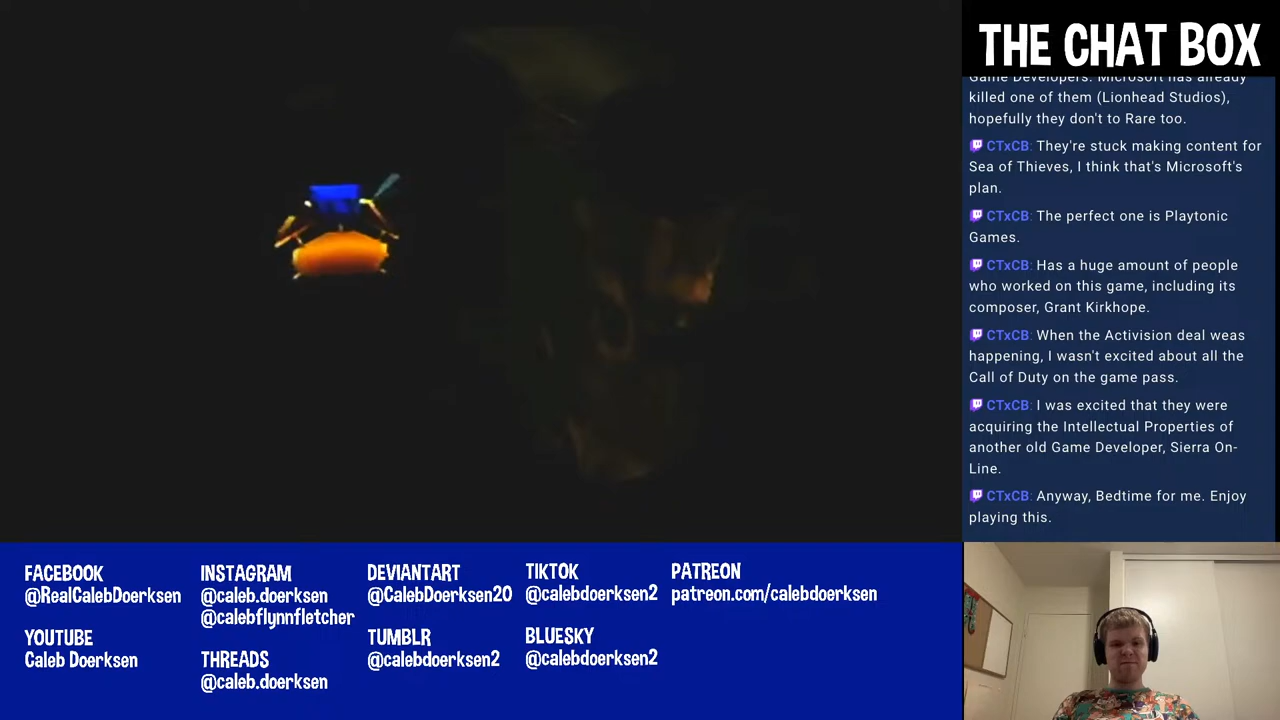 THE CHAT BOX
Game Developers. Microsoft has already
killed one of them (Lionhead Studios),
hopefully they don't to Rare too.
CTxCB: They're stuck making content for
Sea of Thieves, I think that's Microsoft's
plan.
CTxCB: The perfect one is Playtonic
Games.
CTxCB: Has a huge amount of people
who worked on this game, including its
composer, Grant Kirkhope.
CTxCB: When the Activision deal weas
happening, I wasn't excited about all the
Call of Duty on the game pass.
CTxCB: I was excited that they were
acquiring the Intellectual Properties of
another old Game Developer, Sierra On-
Line.
CTxCB: Anyway, Bedtime for me. Enjoy
playing this.
FACEBOOK
@RealCalebDoerksen
YOUTUBE
Caleb Doerksen
INSTAGRAM
@caleb.doerksen
@calebflynnfletcher
THREADS
@caleb.doerksen
DEVIANTART
@CalebDoerksen20
TUMBLR
@calebdoerksen2
TIKTOK
@calebdoerksen2
BLUESKY
@calebdoerksen2
PATREON
patreon.com/calebdoerksen